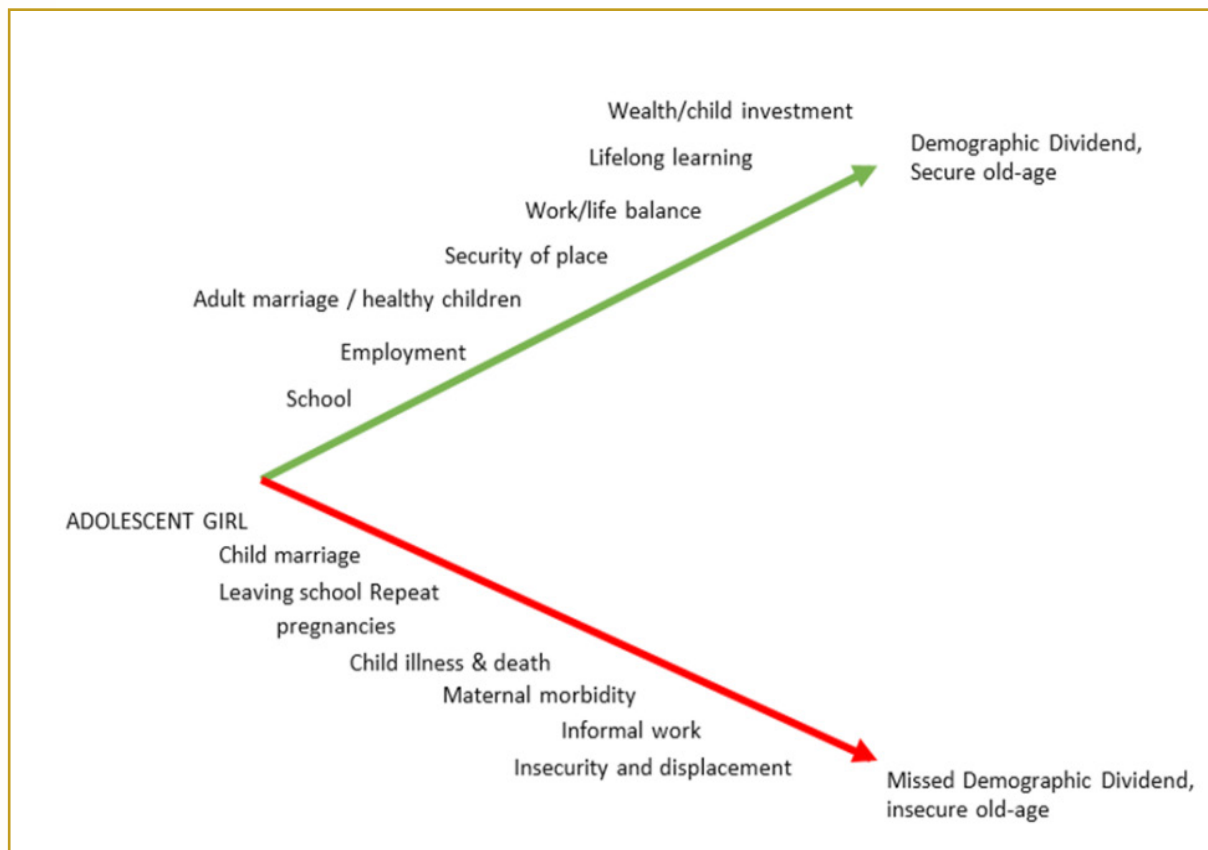 Wealth/child investment
Demographic Dividend,
Secure old-age
Lifelong learning
Work/life balance
Security of place
Adult marriage / healthy children
Employment
School
ADOLESCENT GIRL
Child marriage
Leaving school Repeat
pregnancies
Child illness & death
Maternal morbidity
Informal work
Insecurity and displacement
Missed Demographic Dividend,
insecure old-age